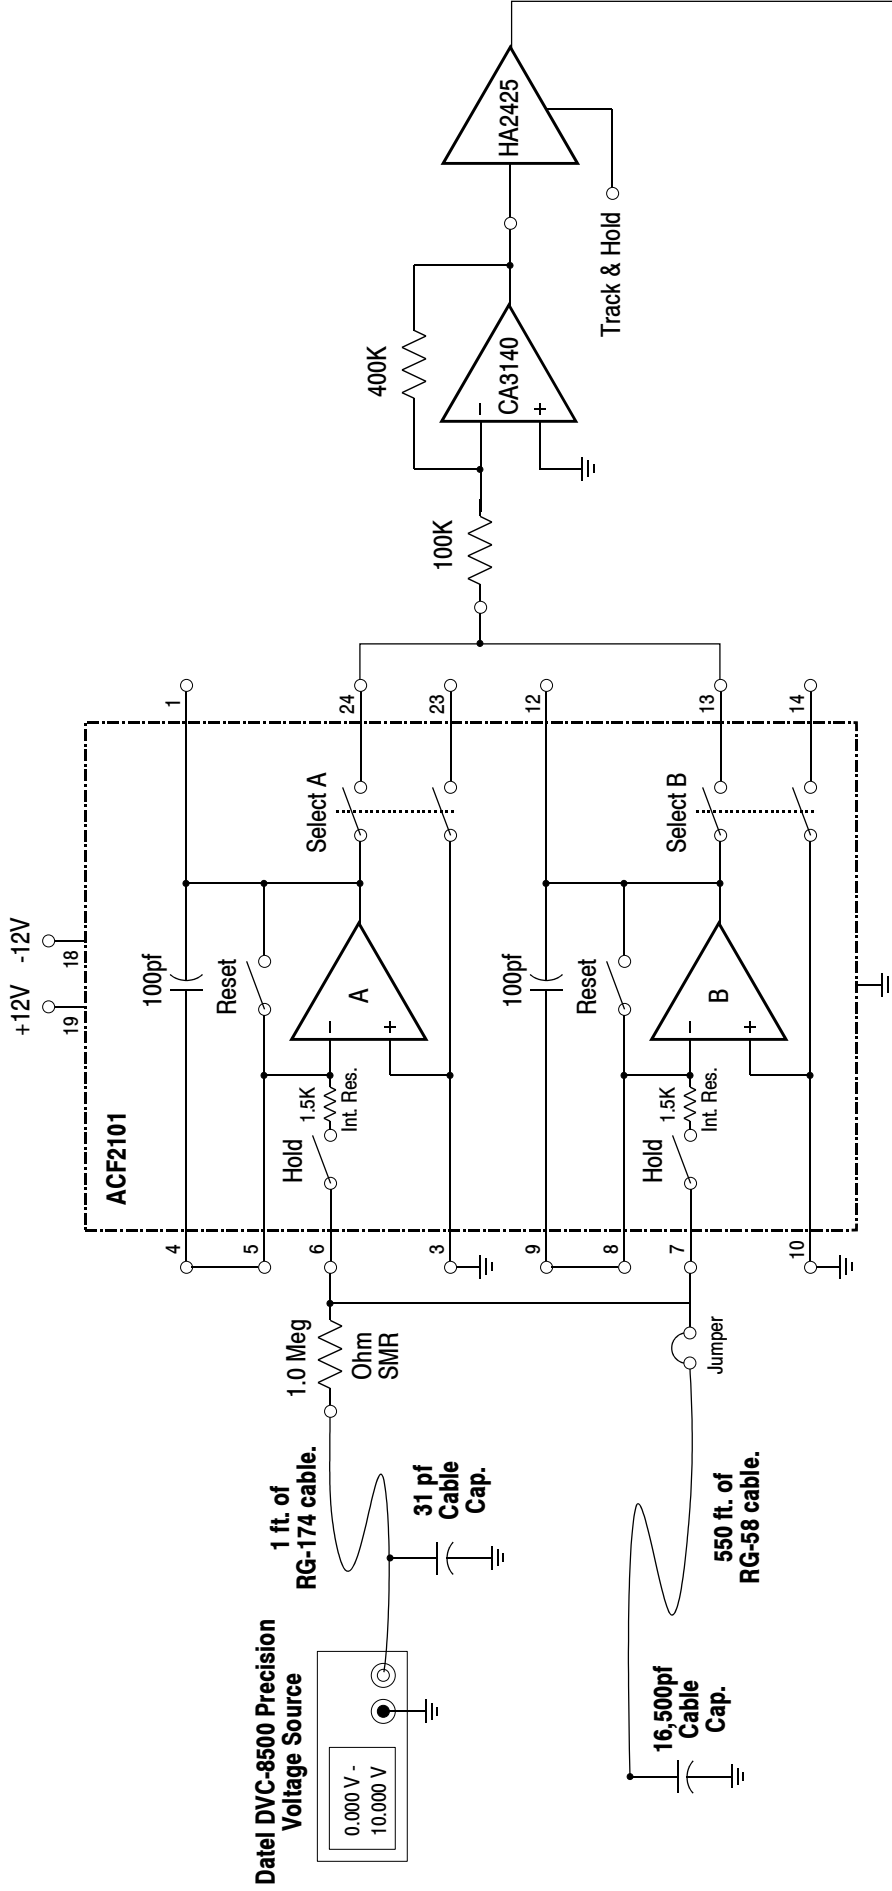 Datel DVC-8500 Precision
Voltage Source
0.000 V -
10.000 V
1 ft. of
RG-174 cable.
31 pf
Cable
Cap.
16,500pf
Cable
Cap.
550 ft. of
RG-58 cable.
1.0 Meg
Ohm
SMR
Jumper
ACF2101
+12V
-12V
19
18
4
5
6
3
9
8
7
10
100pf
Reset
Hold
1.5K
Int. Res.
-
+
A
Select A
1
24
23
100pf
Reset
Hold
1.5K
Int. Res.
-
+
B
Select B
12
13
14
100K
400K
-
+
CA3140
HA2425
Track & Hold